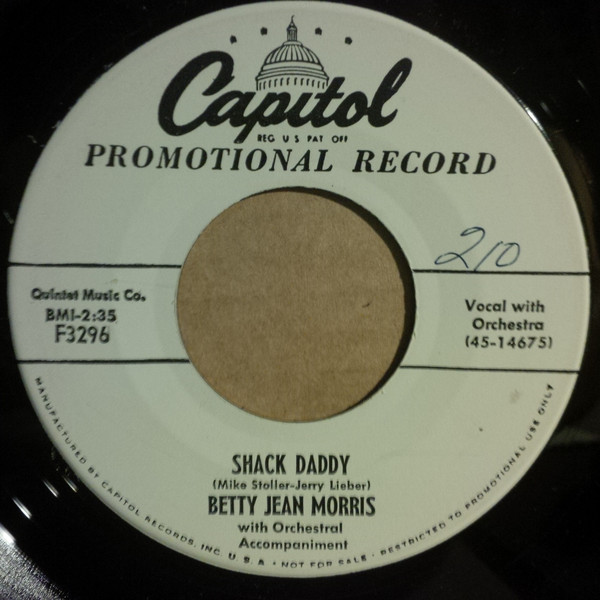 Capitol
REG U S PAT OFF
PROMOTIONAL RECORD
210
Quintet Music Co.
BMI-2:35
F3296
Vocal with
Orchestra
(45-14675)
SHACK DADDY
(Mike Stoller-Jerry Lieber)
BETTY JEAN MORRIS
with Orchestral
Accompaniment
MANUFACTURED BY CAPITOL RECORDS, INC. U. S. A. • NOT FOR SALE - RESTRICTED TO PROMOTIONAL USE ONLY